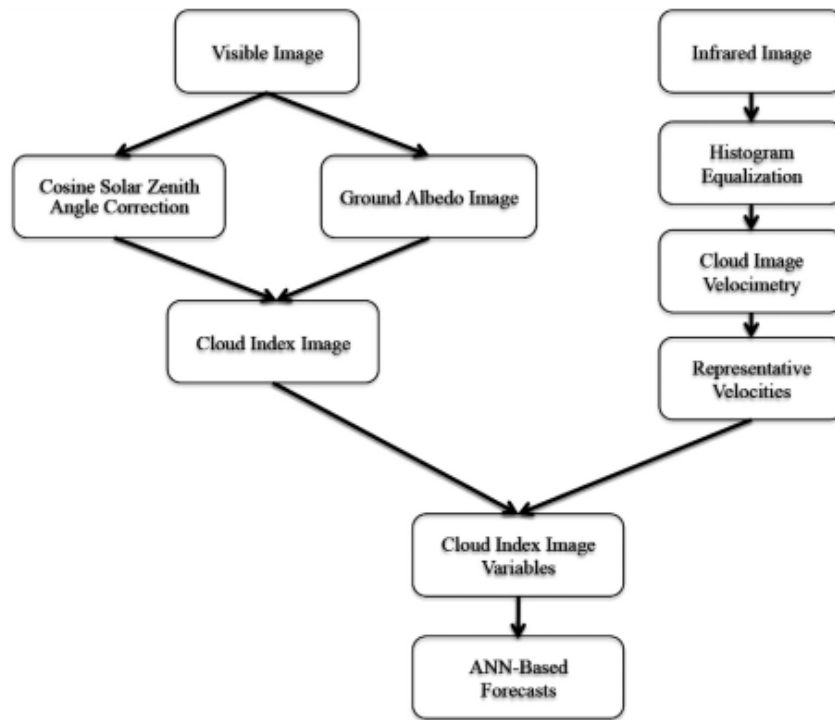 Visible Image
Infrared Image
Cosine Solar Zenith
Angle Correction
Ground Albedo Image
Histogram
Equalization
Cloud Image
Velocimetry
Cloud Index Image
Representative
Velocities
Cloud Index Image
Variables
ANN-Based
Forecasts